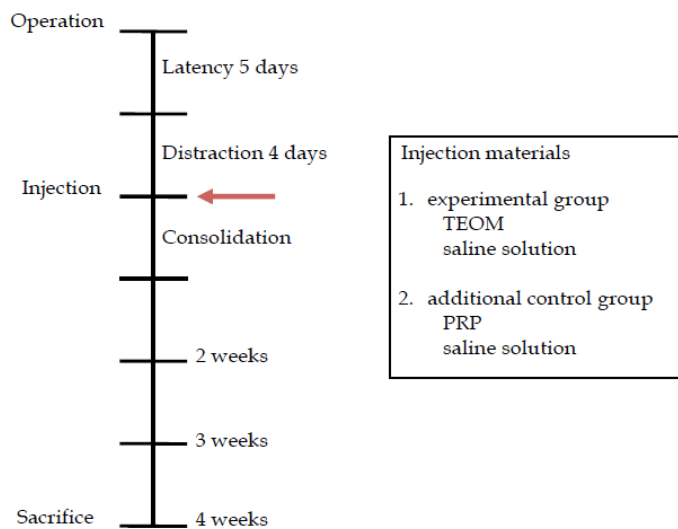 Operation
Latency 5 days
Distraction 4 days
Injection
Consolidation
2 weeks
3 weeks
Sacrifice
4 weeks
Injection materials
1. experimental group
TEOM
saline solution
2. additional control group
PRP
saline solution